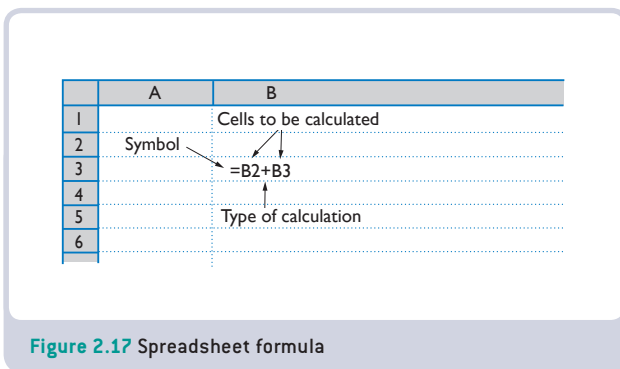 A B
1 Cells to be calculated
2 Symbol
3 =B2+B3
4
5 Type of calculation
6
Figure 2.17 Spreadsheet formula